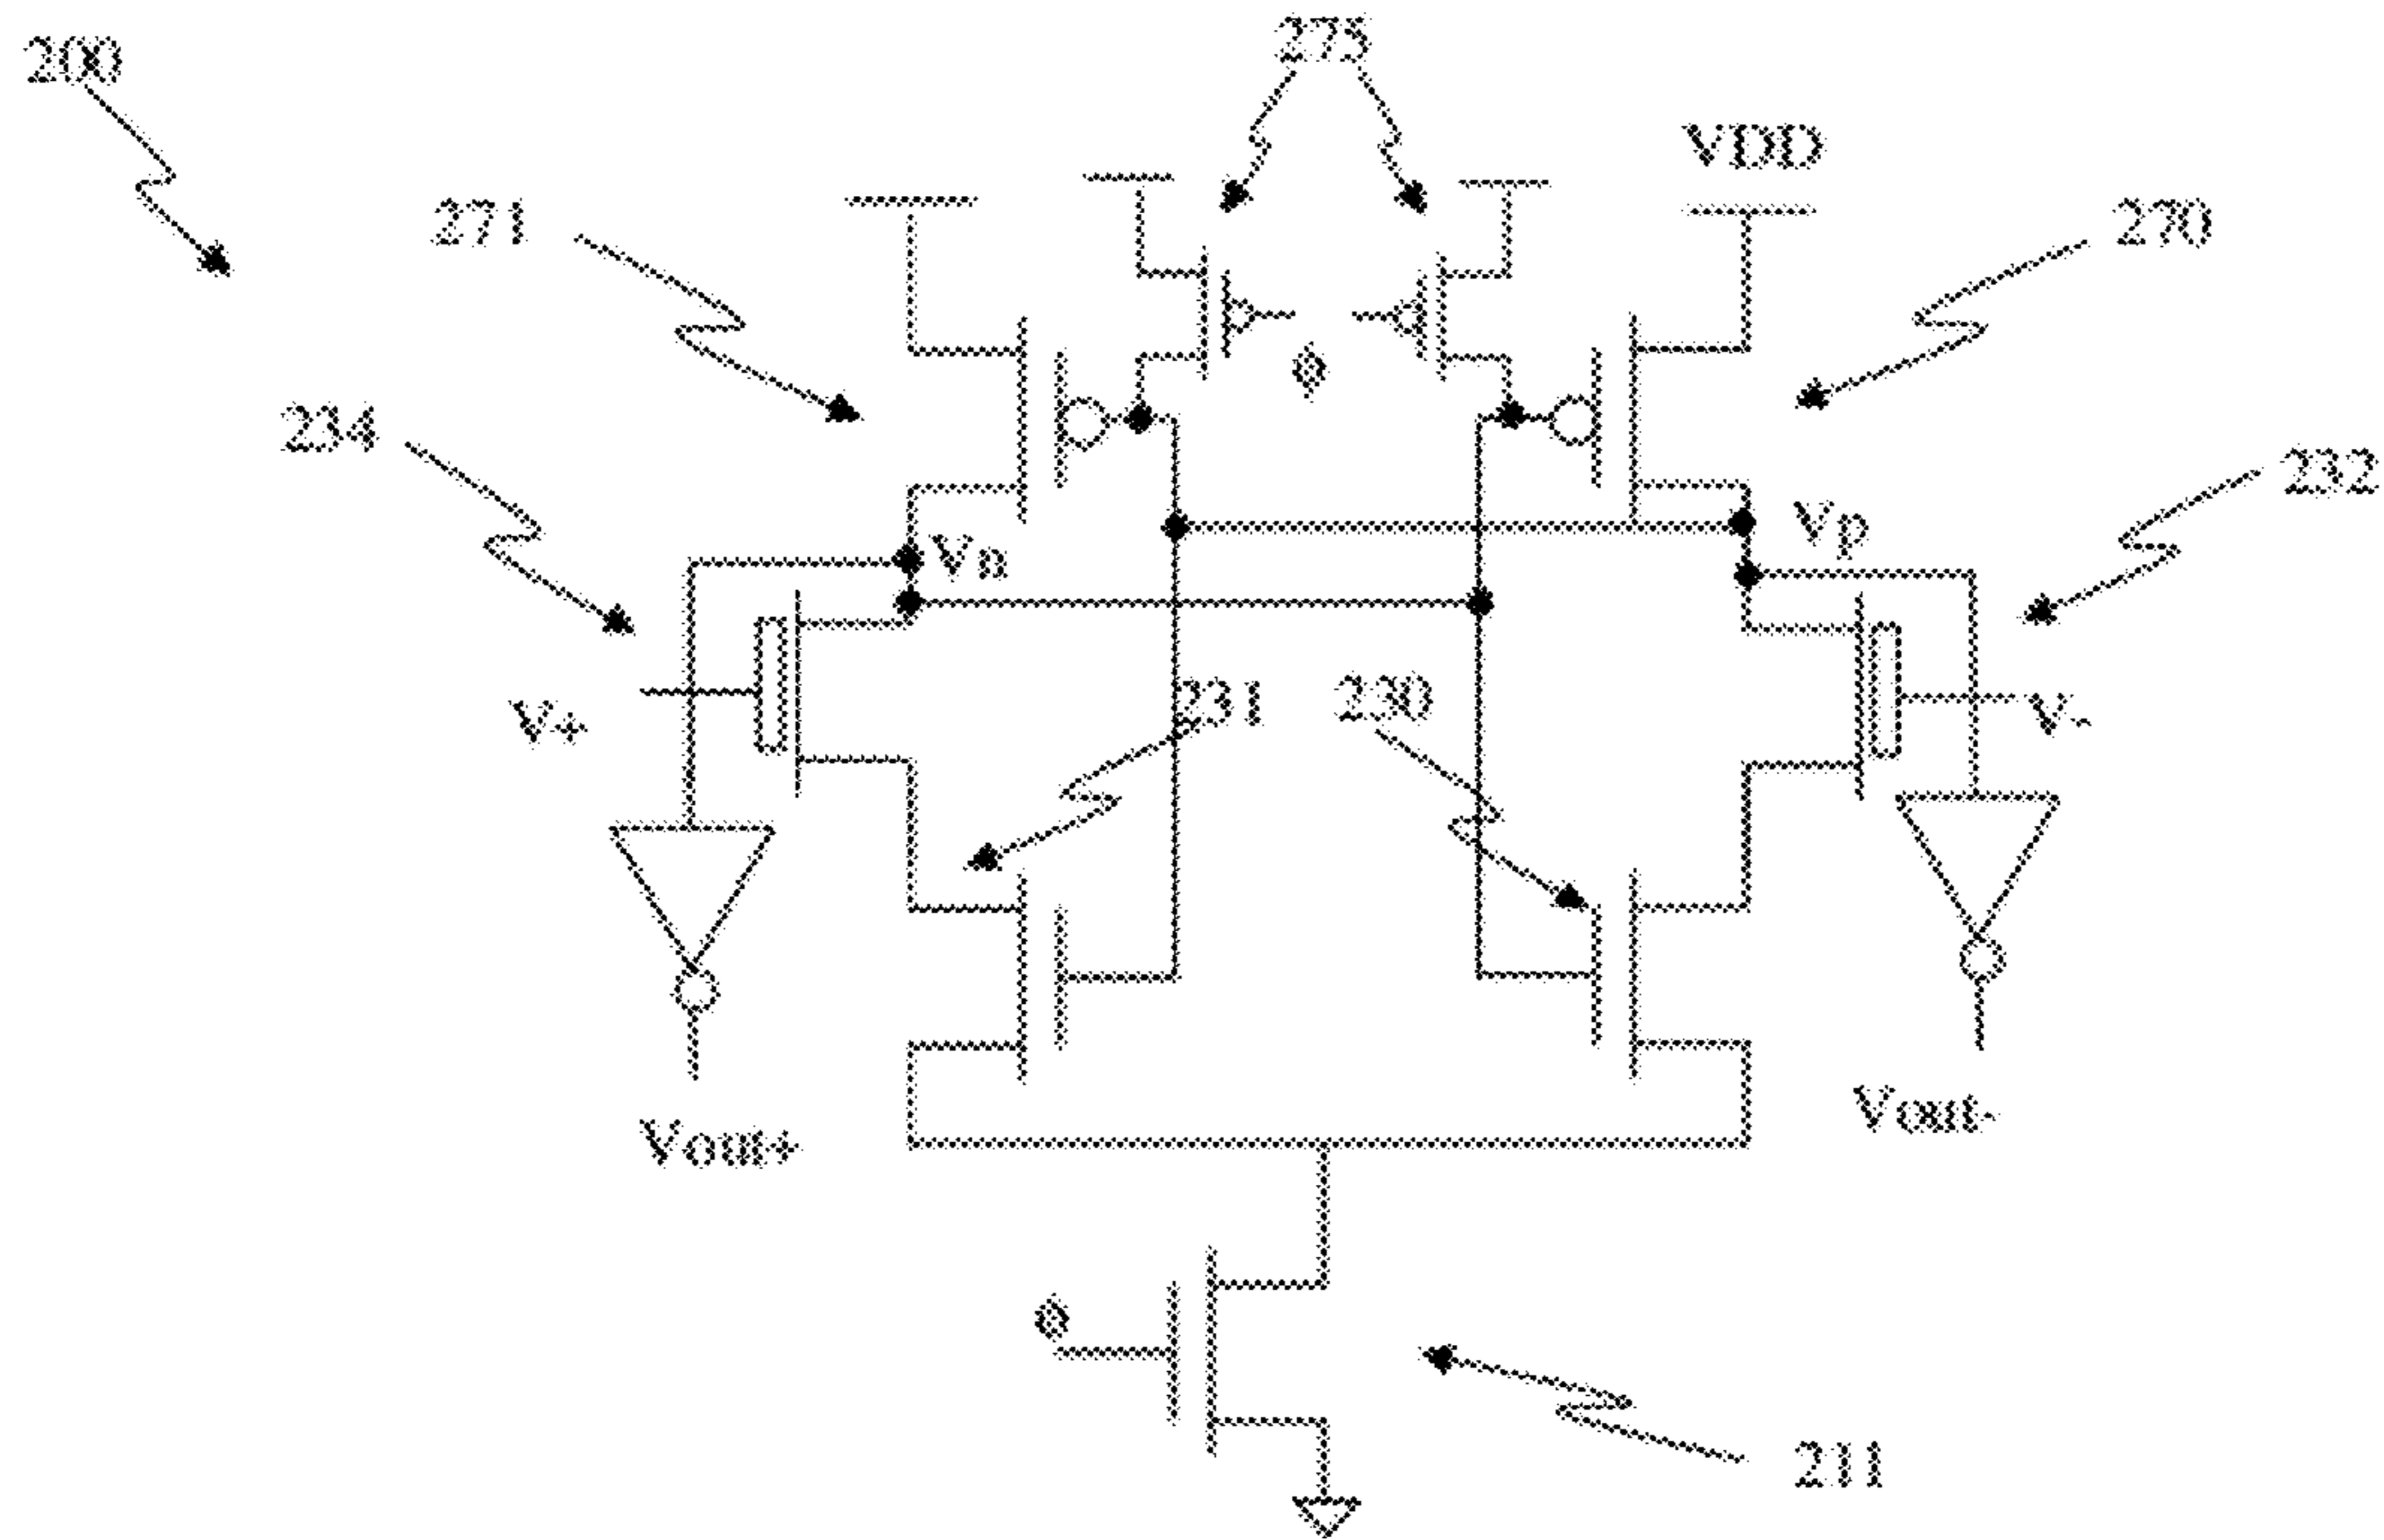 200
275
VDD
271
270
234
232
Vp
Vn
ϕ
231
230
V+
V-
Vout+
Vout-
ϕ
211